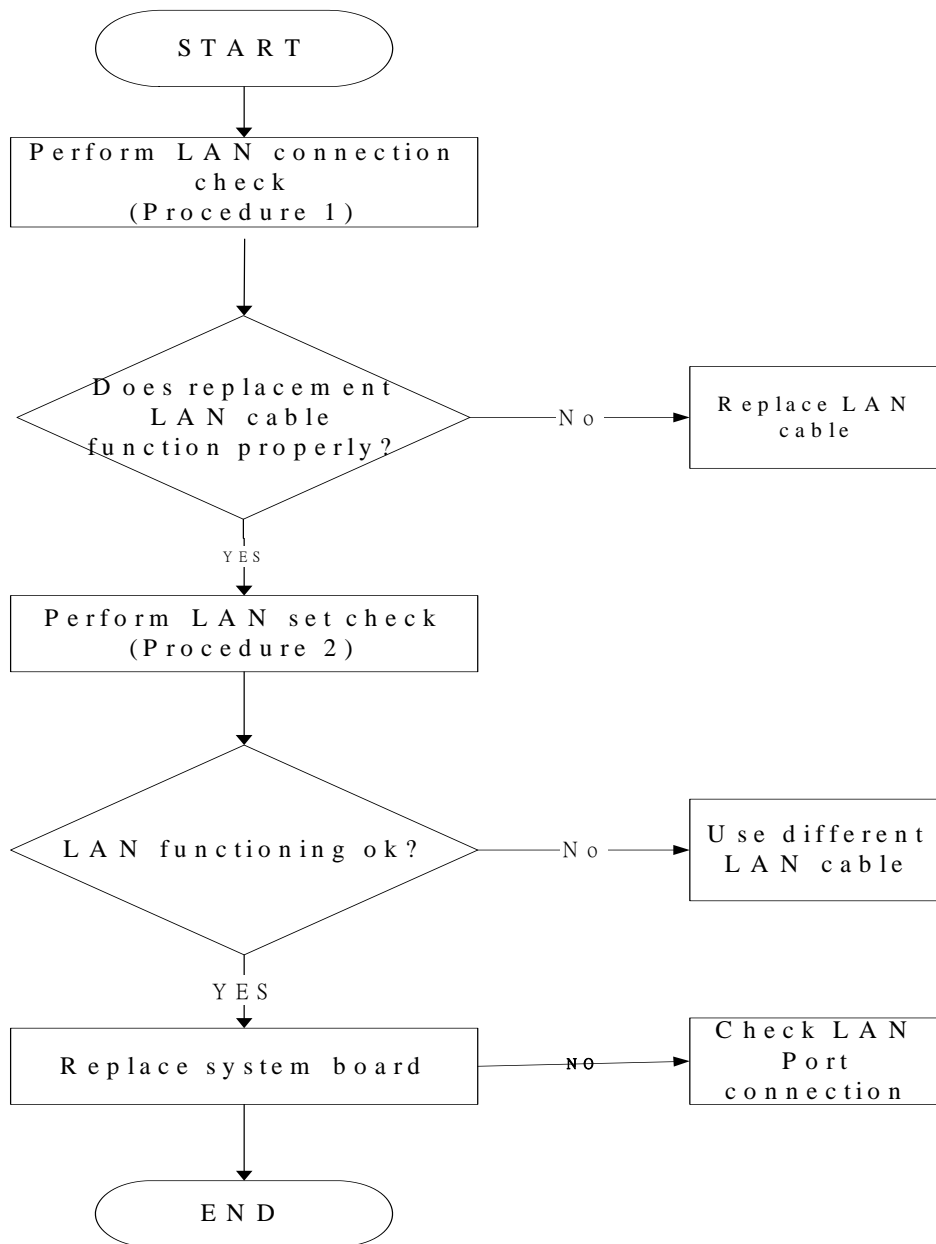 START
Perform LAN connection
check
(Procedure 1)
Does replacement
LAN cable
function properly?
No
Replace LAN
cable
YES
Perform LAN set check
(Procedure 2)
LAN functioning ok?
No
Use different
LAN cable
YES
Replace system board
NO
Check LAN
Port
connection
END